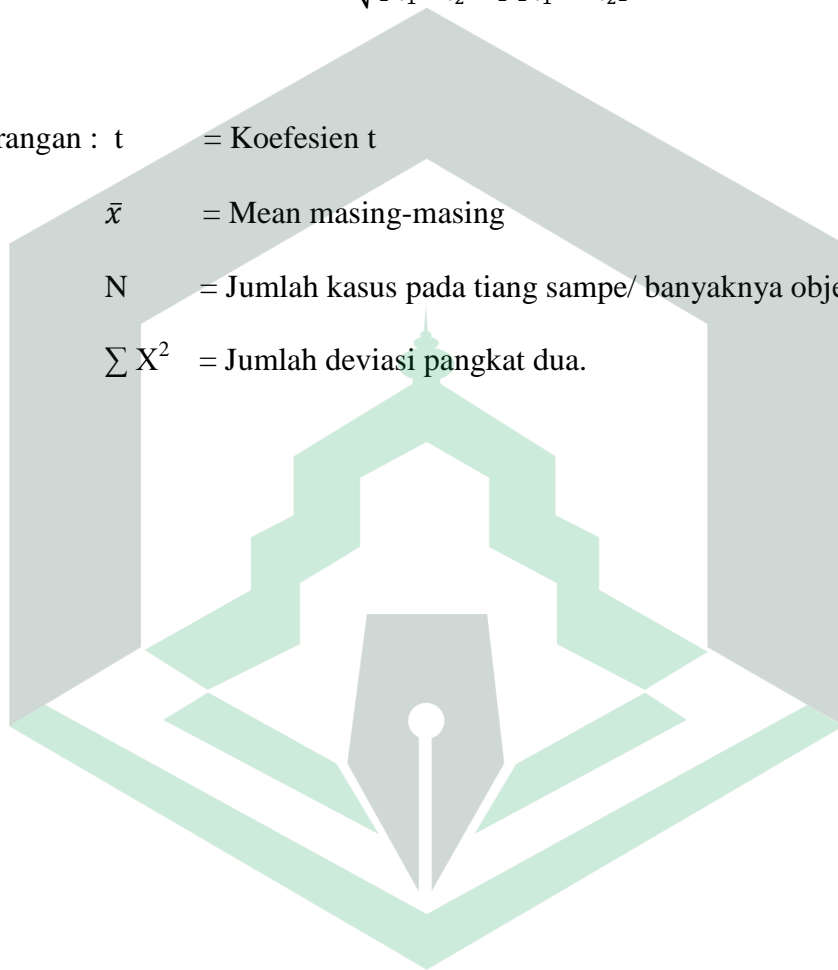 rangan : t = Koefesien t
x̄ = Mean masing-masing
N = Jumlah kasus pada tiang sampe/ banyaknya obje
∑ X² = Jumlah deviasi pangkat dua.